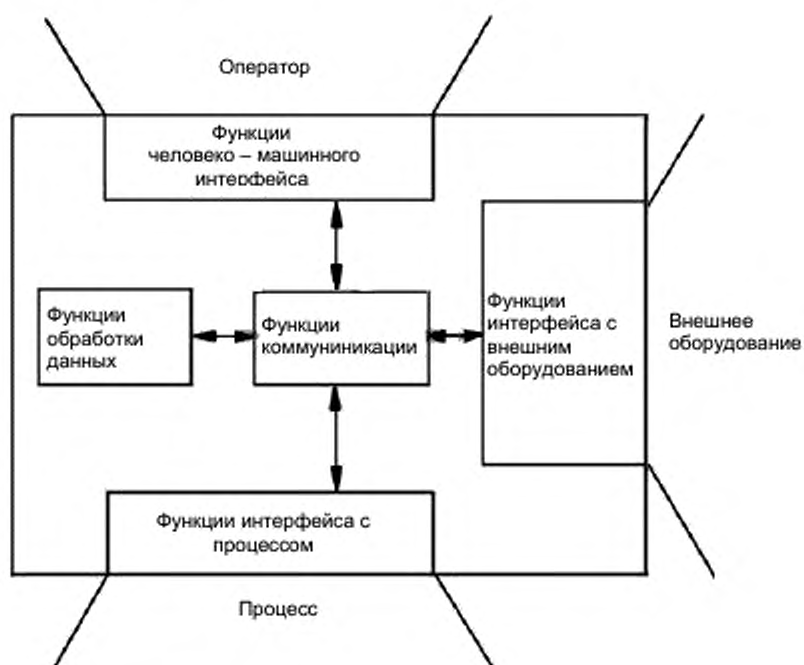 Оператор
Функции
человеко – машинного
интерфейса
Функции
обработки
данных
Функции
коммуниникации
Функции
интерфейса с
внешним
оборудованием
Внешнее
оборудование
Функции интерфейса с
процессом
Процесс